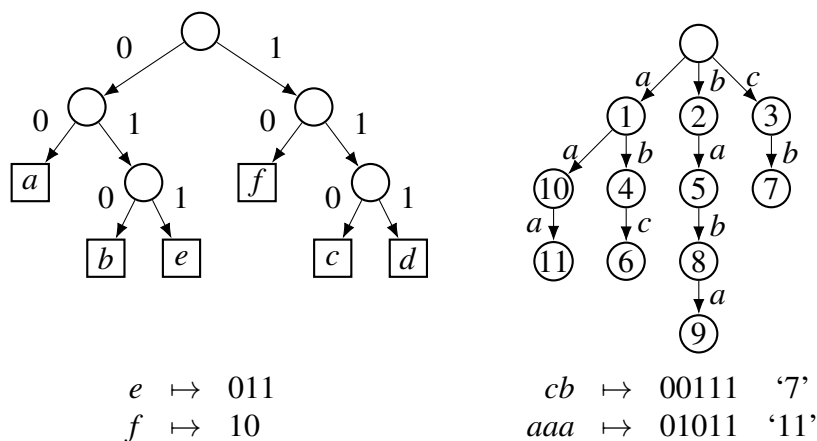 0 1
0 1 0 1
a 0 1 f 0 1
b e c d
a b c
1 2 3
a b a b
10 4 5 7
a c b
11 6 8
a
9
e ↦ 011
f ↦ 10
cb ↦ 00111 ‘7’
aaa ↦ 01011 ‘11’